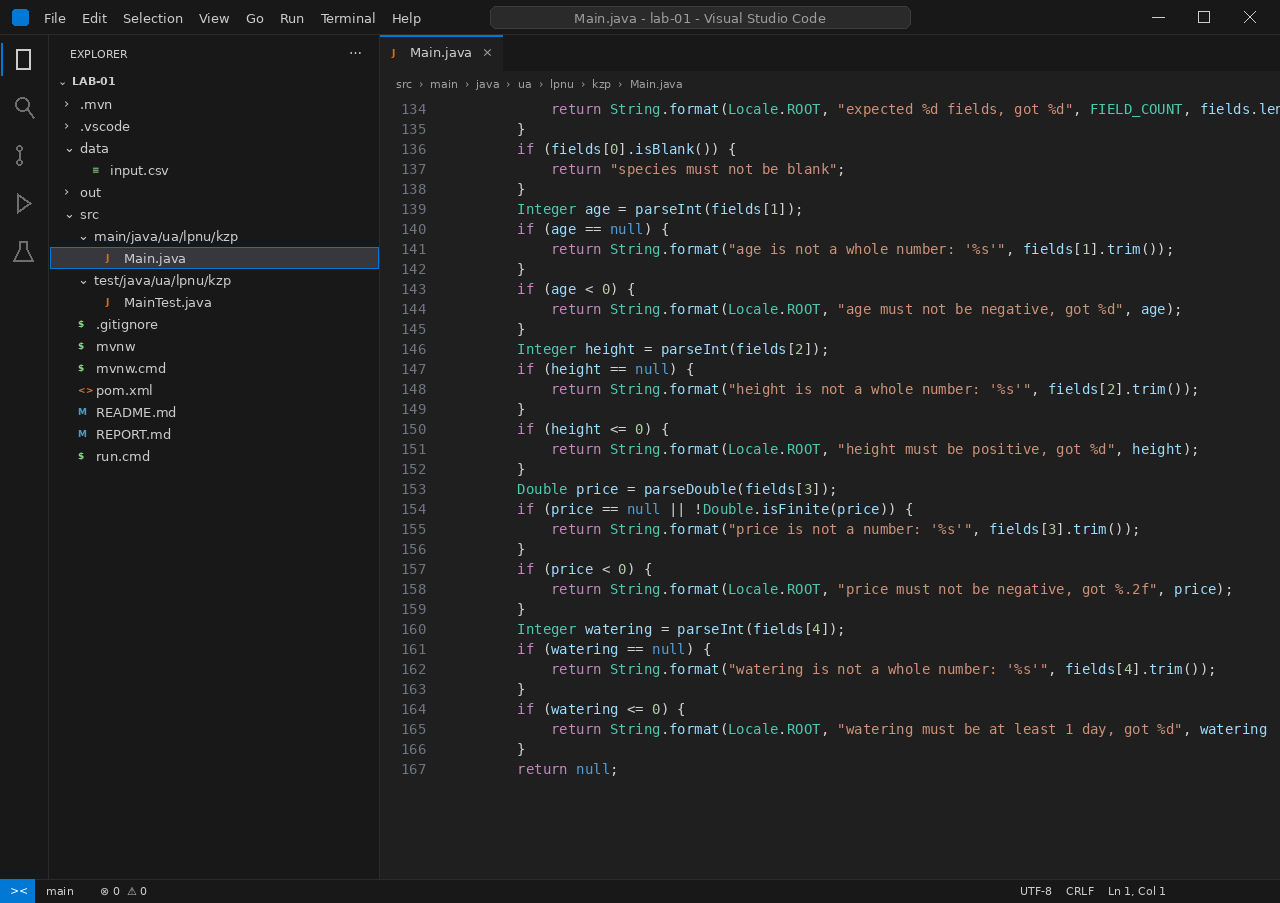 File Edit Selection View Go Run Terminal Help
Main.java - lab-01 - Visual Studio Code
EXPLORER
LAB-01
.mvn
.vscode
data
input.csv
out
src
main/java/ua/lpnu/kzp
J Main.java
test/java/ua/lpnu/kzp
J MainTest.java
$ .gitignore
$ mvnw
$ mvnw.cmd
<> pom.xml
M README.md
M REPORT.md
$ run.cmd
J Main.java ×
src › main › java › ua › lpnu › kzp › Main.java
134 return String.format(Locale.ROOT, "expected %d fields, got %d", FIELD_COUNT, fields.len
135 }
136 if (fields[0].isBlank()) {
137 return "species must not be blank";
138 }
139 Integer age = parseInt(fields[1]);
140 if (age == null) {
141 return String.format("age is not a whole number: '%s'", fields[1].trim());
142 }
143 if (age < 0) {
144 return String.format(Locale.ROOT, "age must not be negative, got %d", age);
145 }
146 Integer height = parseInt(fields[2]);
147 if (height == null) {
148 return String.format("height is not a whole number: '%s'", fields[2].trim());
149 }
150 if (height <= 0) {
151 return String.format(Locale.ROOT, "height must be positive, got %d", height);
152 }
153 Double price = parseDouble(fields[3]);
154 if (price == null || !Double.isFinite(price)) {
155 return String.format("price is not a number: '%s'", fields[3].trim());
156 }
157 if (price < 0) {
158 return String.format(Locale.ROOT, "price must not be negative, got %.2f", price);
159 }
160 Integer watering = parseInt(fields[4]);
161 if (watering == null) {
162 return String.format("watering is not a whole number: '%s'", fields[4].trim());
163 }
164 if (watering <= 0) {
165 return String.format(Locale.ROOT, "watering must be at least 1 day, got %d", watering
166 }
167 return null;
>< main ⊗ 0 ⚠ 0
UTF-8 CRLF Ln 1, Col 1